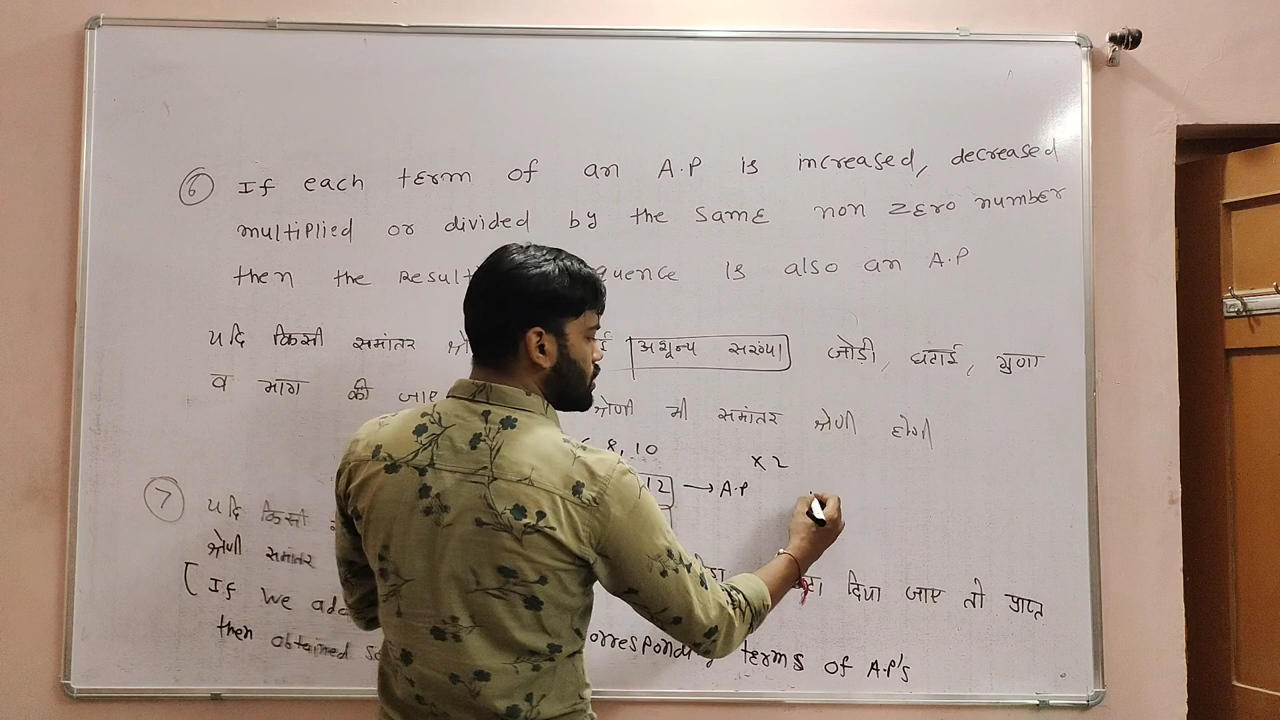 ⑥ If each term of an A.P is increased, decreased
multiplied or divided by the same non zero number
then the result quence is also an A.P
यदि किसी समांतर अशून्य संख्या जोड़ी, घटाई, गुणा
व भाग की जाए श्रेणी भी समांतर श्रेणी होगी
8, 10
× 2
12 → A.P
⑦ यदि किसी
श्रेणी समांतर दिया जाए तो प्राप्त
[ If we add
then obtained orresponding terms of A.P's